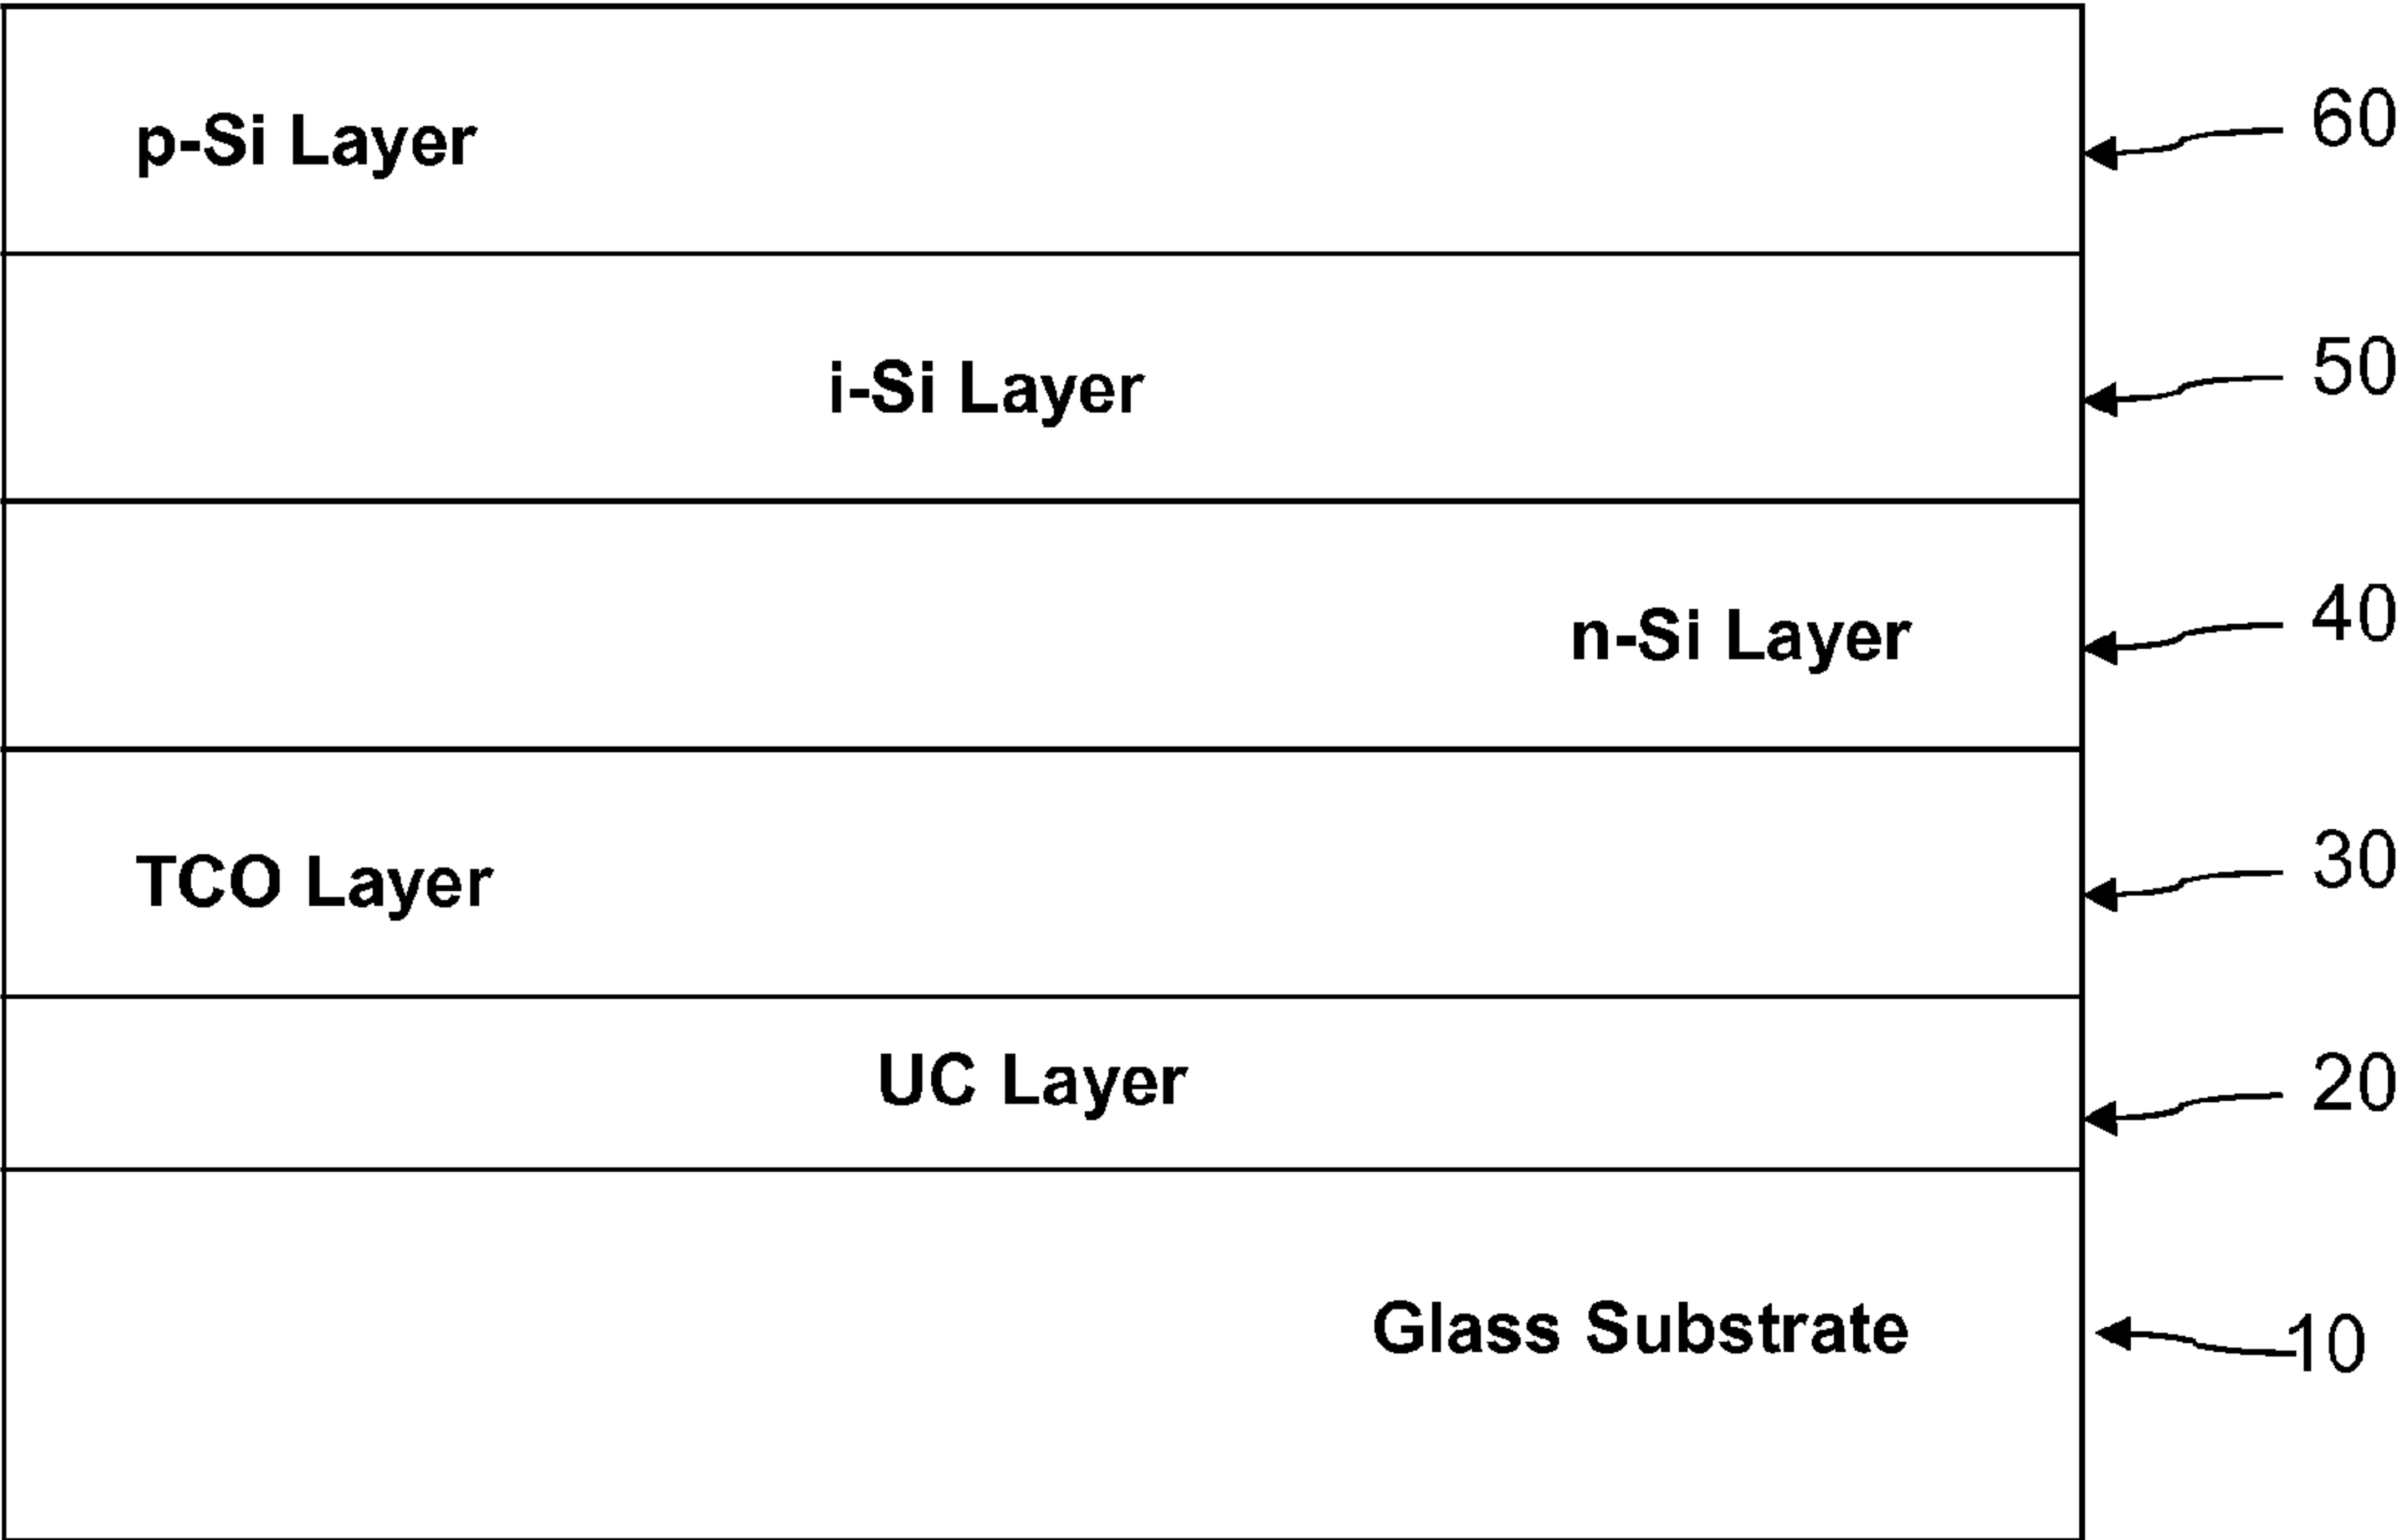 p-Si Layer
60
i-Si Layer
50
n-Si Layer
40
TCO Layer
30
UC Layer
20
Glass Substrate
10